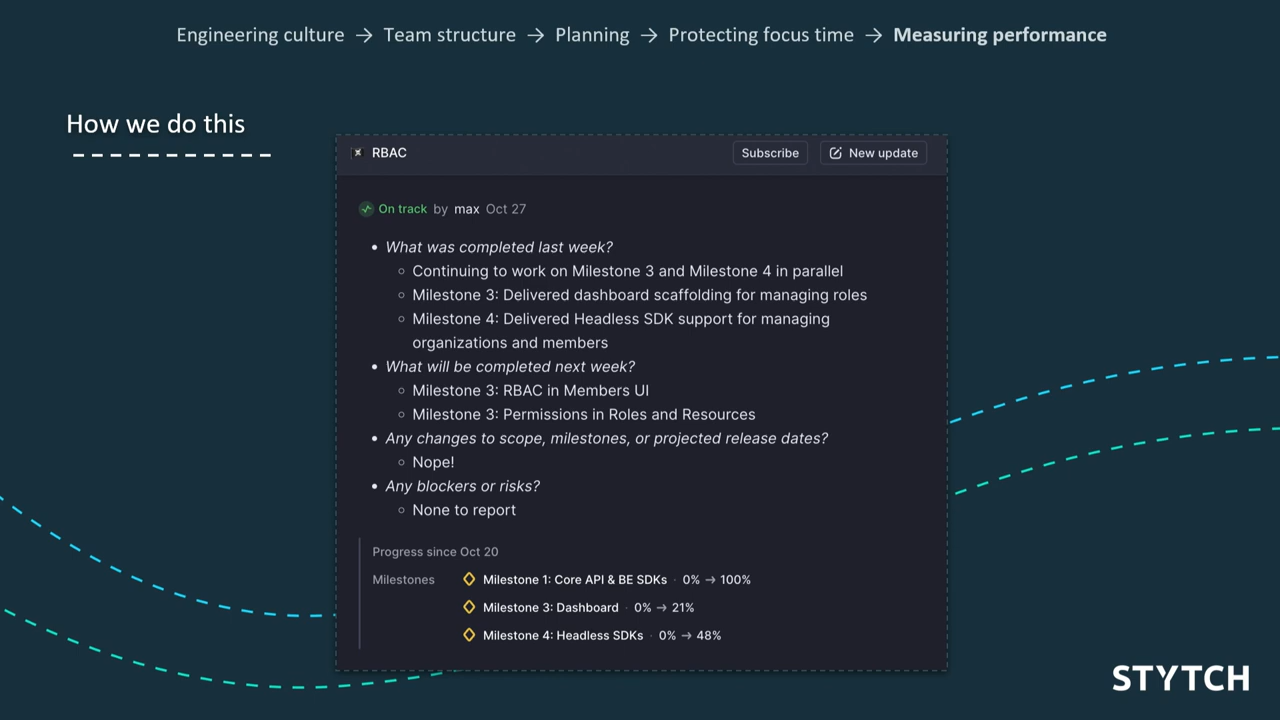 Engineering culture → Team structure → Planning → Protecting focus time → Measuring performance
How we do this
RBAC
Subscribe
New update
On track by max Oct 27
• What was completed last week?
○ Continuing to work on Milestone 3 and Milestone 4 in parallel
○ Milestone 3: Delivered dashboard scaffolding for managing roles
○ Milestone 4: Delivered Headless SDK support for managing
organizations and members
• What will be completed next week?
○ Milestone 3: RBAC in Members UI
○ Milestone 3: Permissions in Roles and Resources
• Any changes to scope, milestones, or projected release dates?
○ Nope!
• Any blockers or risks?
○ None to report
Progress since Oct 20
Milestones
Milestone 1: Core API & BE SDKs · 0% → 100%
Milestone 3: Dashboard · 0% → 21%
Milestone 4: Headless SDKs · 0% → 48%
STYTCH